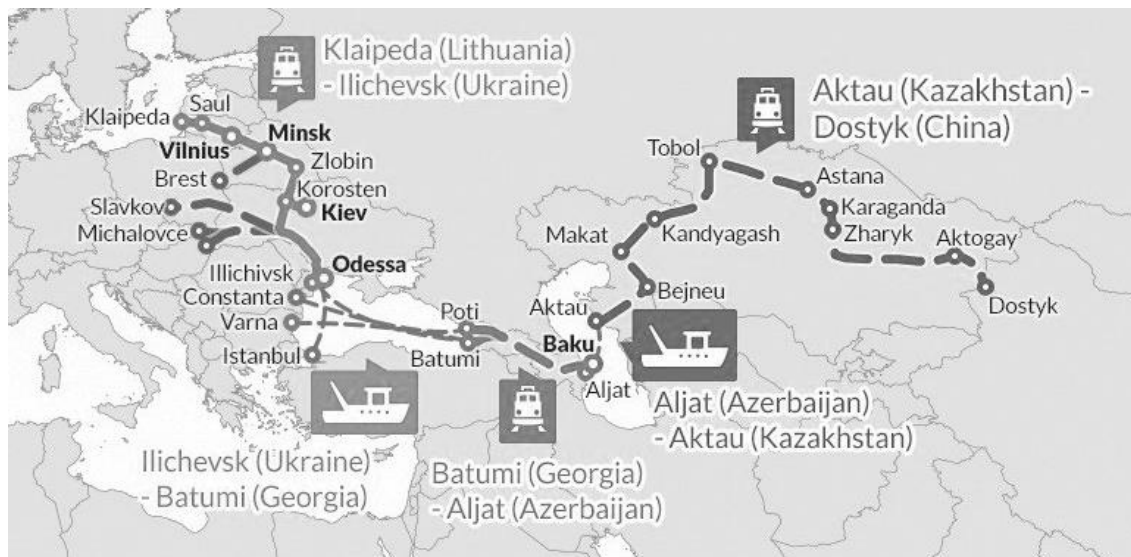 Klaipeda (Lithuania)
- Ilichevsk (Ukraine)
Aktau (Kazakhstan) -
Dostyk (China)
Klaipeda
Saul
Vilnius
Minsk
Brest
Zlobin
Korosten
Slavkov
Kiev
Michalovce
Odessa
Illichivsk
Constanta
Varna
Istanbul
Poti
Batumi
Baku
Aljat
Aktau
Bejneu
Makat
Kandyagash
Tobol
Astana
Karaganda
Zharyk
Aktogay
Dostyk
Ilichevsk (Ukraine)
- Batumi (Georgia)
Batumi (Georgia)
- Aljat (Azerbaijan)
Aljat (Azerbaijan)
- Aktau (Kazakhstan)